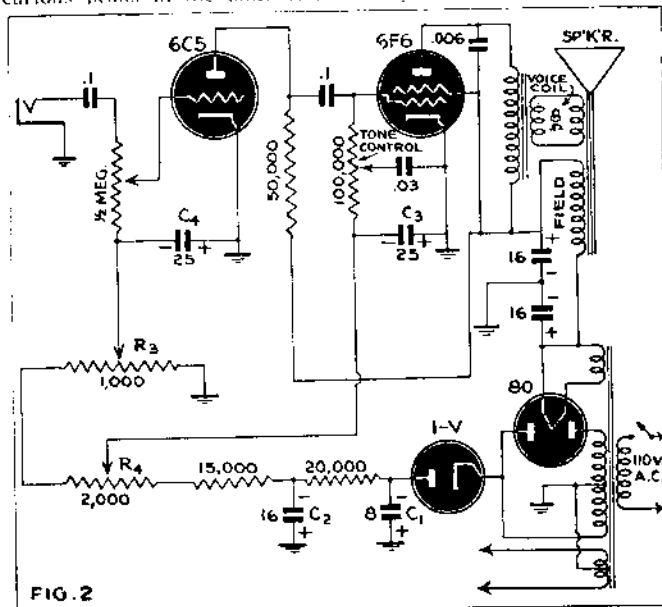 6C5
6F6
.006
SP'K'R.
V
.1
.1
VOICE
COIL
8φ
½ MEG.
50,000
100,000
TONE
CONTROL
.03
FIELD
C4
- +
25
C3
- +
25
+
16
-
-
16
+
R3
1,000
80
1-V
110V.
A.C.
R4
2,000
15,000
20,000
-
16 C2
+
-
8 C1
+
FIG. 2